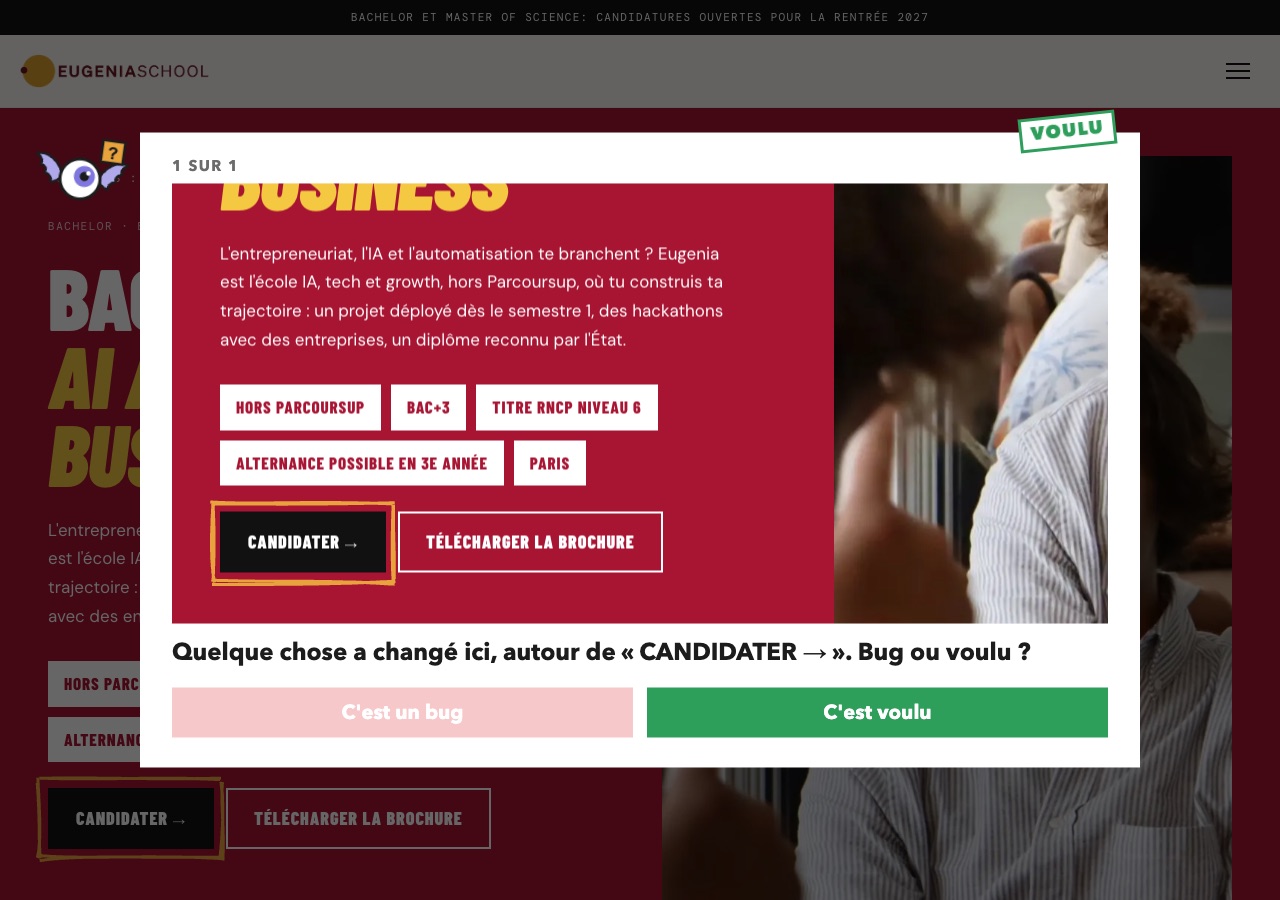 BACHELOR ET MASTER OF SCIENCE: CANDIDATURES OUVERTES POUR LA RENTRÉE 2027
EUGENIASCHOOL
?
VOULU
1 SUR 1
BUSINESS
L'entrepreneuriat, l'IA et l'automatisation te branchent ? Eugenia
est l'école IA, tech et growth, hors Parcoursup, où tu construis ta
trajectoire : un projet déployé dès le semestre 1, des hackathons
avec des entreprises, un diplôme reconnu par l'État.
HORS PARCOURSUP
BAC+3
TITRE RNCP NIVEAU 6
ALTERNANCE POSSIBLE EN 3E ANNÉE
PARIS
CANDIDATER →
TÉLÉCHARGER LA BROCHURE
Quelque chose a changé ici, autour de « CANDIDATER → ». Bug ou voulu ?
C'est un bug
C'est voulu
BACHELOR ·
BAC
AI
BUS
L'entreprene
est l'école IA
trajectoire :
avec des en
HORS PARC
ALTERNANC
CANDIDATER →
TÉLÉCHARGER LA BROCHURE